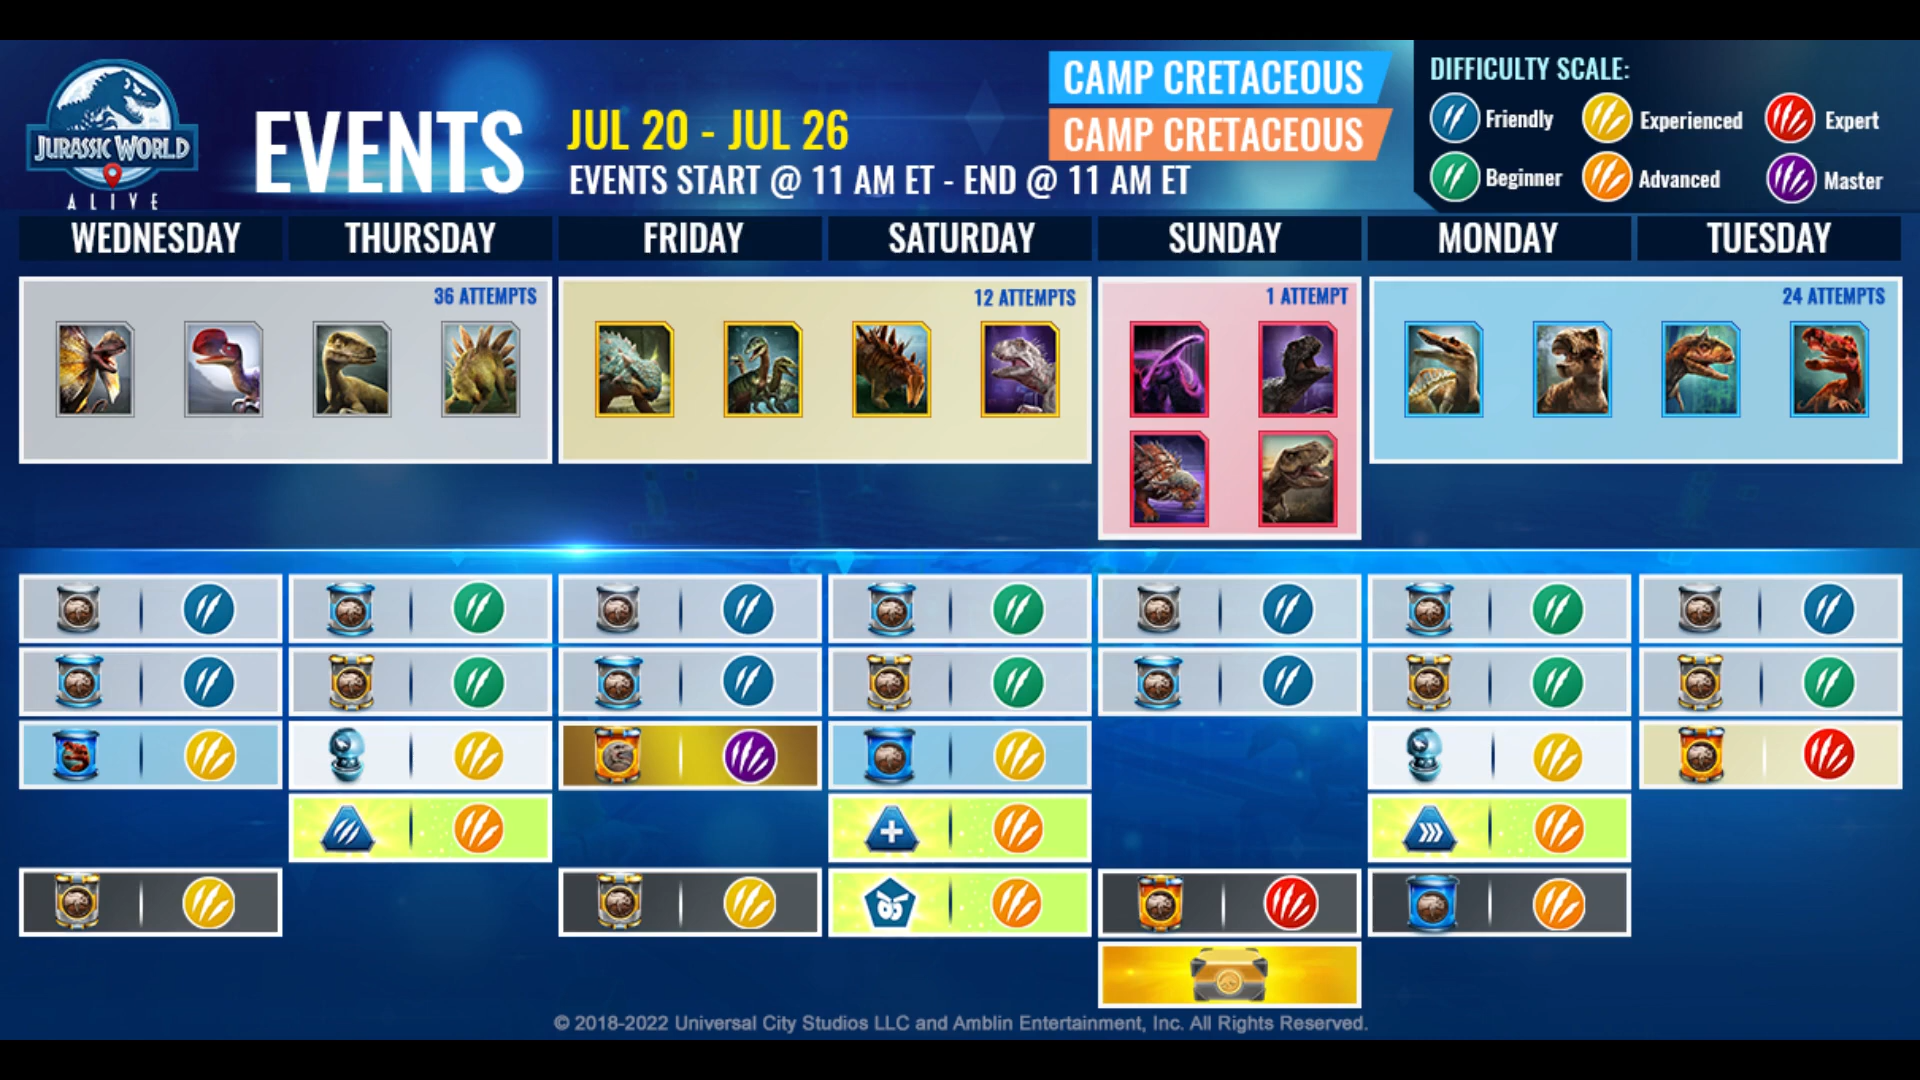 JURASSIC WORLD
ALIVE
EVENTS
JUL 20 - JUL 26
EVENTS START @ 11 AM ET - END @ 11 AM ET
CAMP CRETACEOUS
CAMP CRETACEOUS
DIFFICULTY SCALE:
Friendly
Experienced
Expert
Beginner
Advanced
Master
WEDNESDAY
THURSDAY
FRIDAY
SATURDAY
SUNDAY
MONDAY
TUESDAY
36 ATTEMPTS
12 ATTEMPTS
1 ATTEMPT
24 ATTEMPTS
© 2018-2022 Universal City Studios LLC and Amblin Entertainment, Inc. All Rights Reserved.